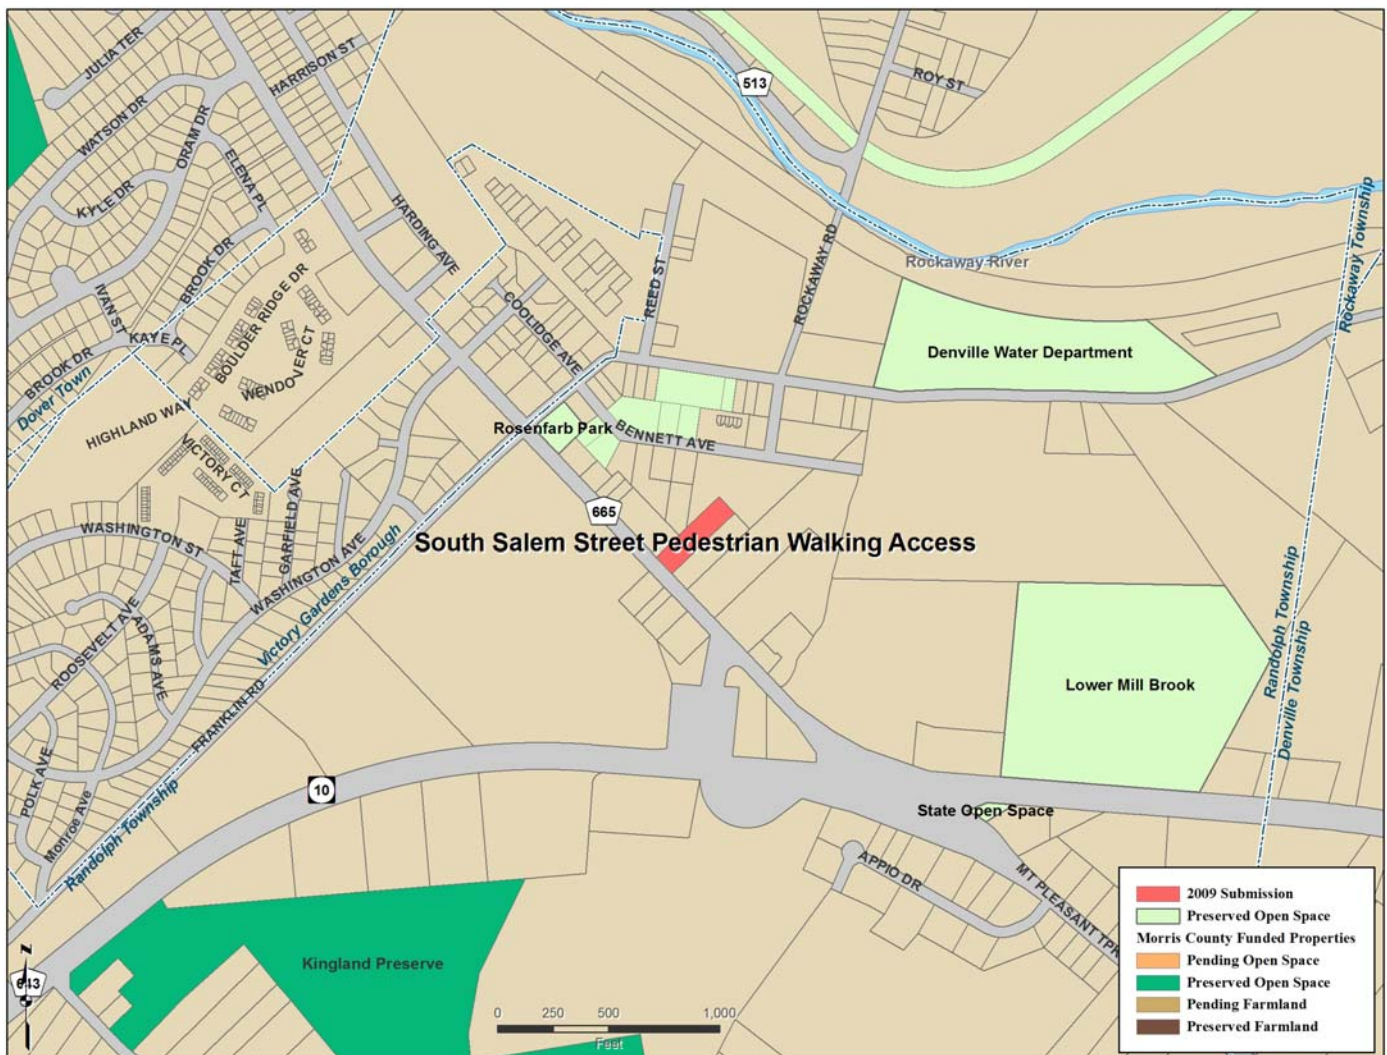 JULIA TER
HARRISON ST
513
ROY ST
WATSON DR
ORAM DR
ELENA PL
KYLE DR
HARDING AVE
Rockaway Township
BROOK DR
IVAN ST
BOULDER RIDGE DR
REED ST
ROCKAWAY RD
Rockaway River
COOLIDGE AVE
KAYE PL
WENDOVER CT
Denville Water Department
BROOK DR
Dover Town
HIGHLAND WAY
Rosenfarb Park
BENNETT AVE
VICTORY CT
665
South Salem Street Pedestrian Walking Access
WASHINGTON ST
TAFT AVE
GARFIELD AVE
WASHINGTON AVE
Victory Gardens Borough
ROOSEVELT AVE
ADAMS AVE
Randolph Township
Denville Township
Lower Mill Brook
FRANKLIN RD
POLK AVE
Monroe Ave
Randolph Township
10
State Open Space
APPIO DR
MT PLEASANT TPK
Kingland Preserve
N
643
0 250 500 1,000
Feet
2009 Submission
Preserved Open Space
Morris County Funded Properties
Pending Open Space
Preserved Open Space
Pending Farmland
Preserved Farmland